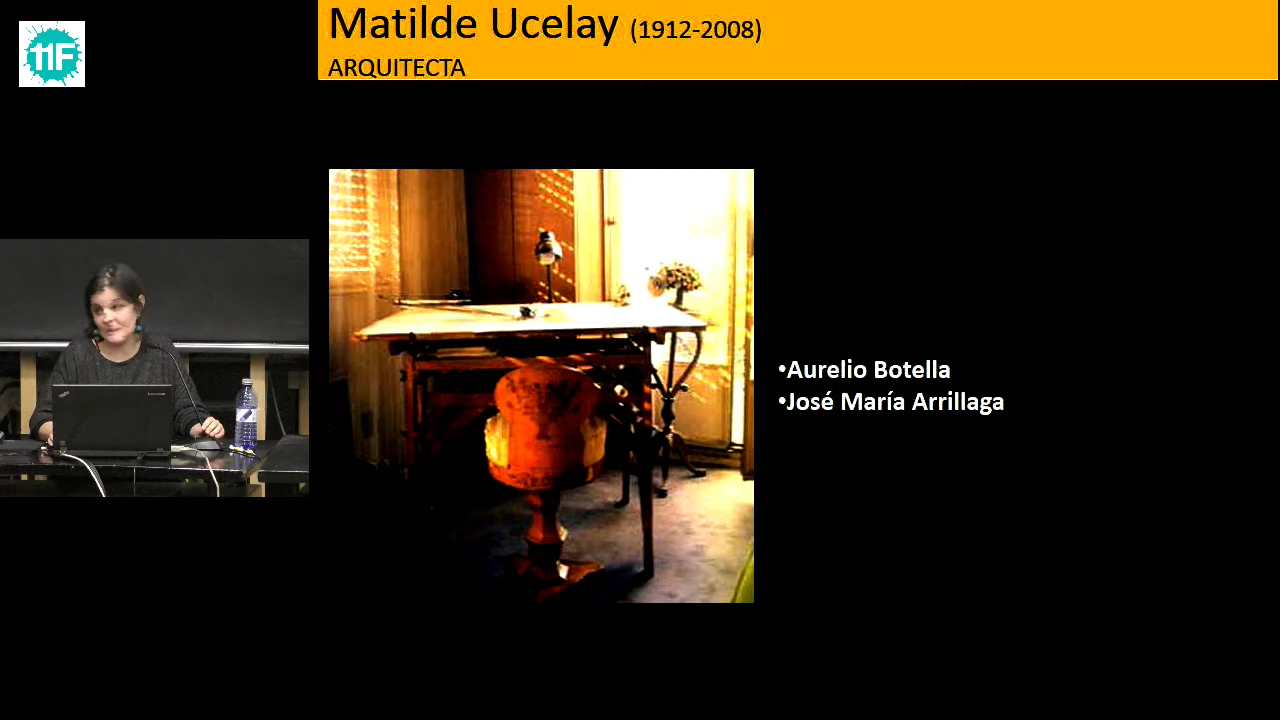 11F
Matilde Ucelay (1912-2008)
ARQUITECTA
•Aurelio Botella
•José María Arrillaga